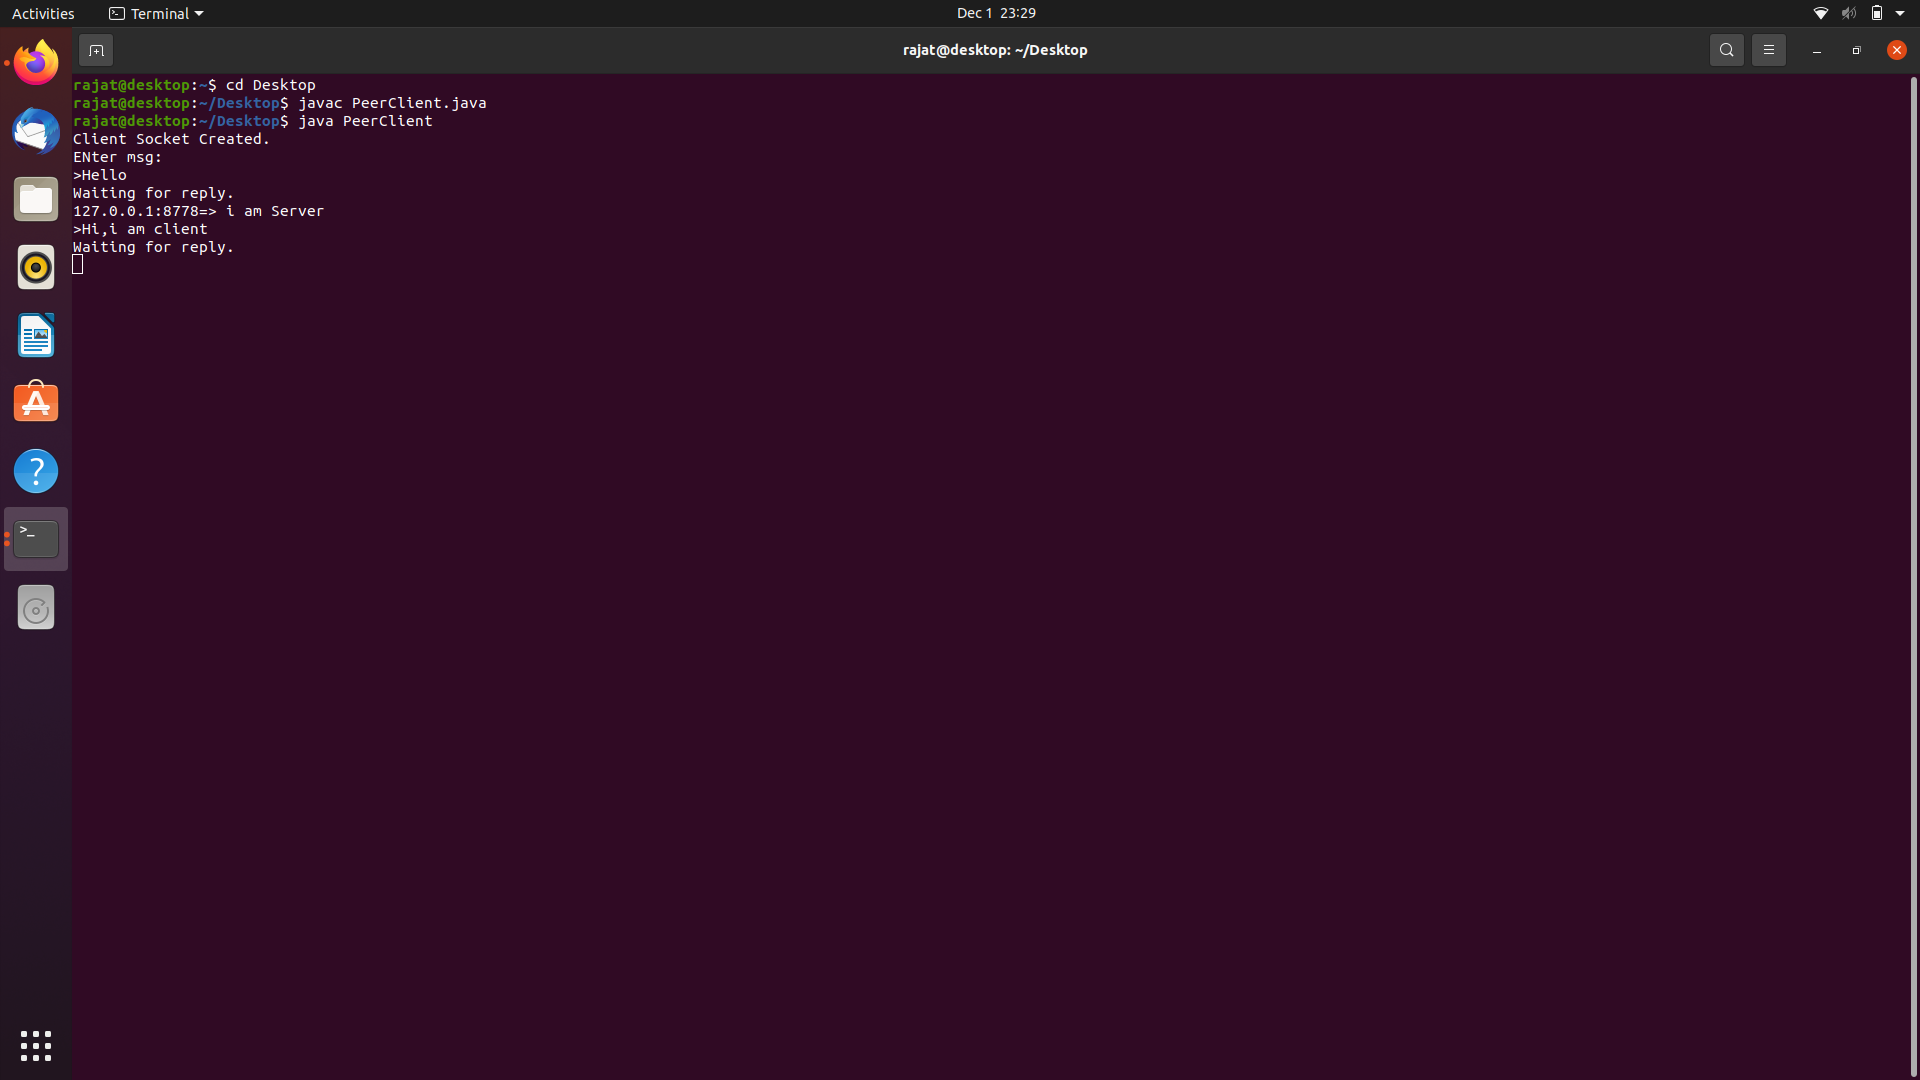 Activities
Terminal
Dec 1 23:29
rajat@desktop: ~/Desktop
rajat@desktop:~$ cd Desktop
rajat@desktop:~/Desktop$ javac PeerClient.java
rajat@desktop:~/Desktop$ java PeerClient
Client Socket Created.
ENter msg:
>Hello
Waiting for reply.
127.0.0.1:8778=> i am Server
>Hi,i am client
Waiting for reply.